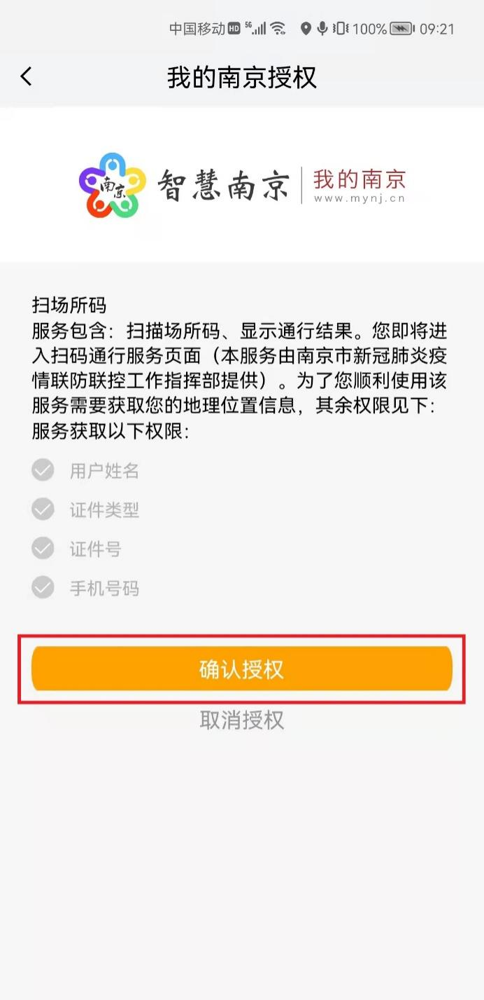 中国移动 HD 5G 100% 09:21
我的南京授权
南京 智慧南京 我的南京
www.mynj.cn
扫场所码
服务包含：扫描场所码、显示通行结果。您即将进
入扫码通行服务页面（本服务由南京市新冠肺炎疫
情联防联控工作指挥部提供）。为了您顺利使用该
服务需要获取您的地理位置信息，其余权限见下：
服务获取以下权限：
用户姓名
证件类型
证件号
手机号码
确认授权
取消授权